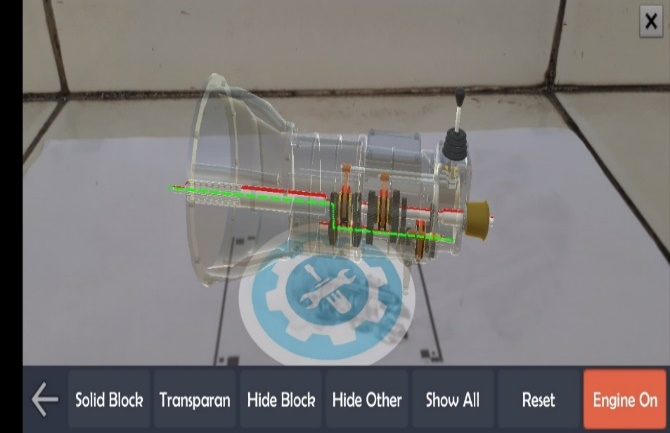 X
Solid Block
Transparan
Hide Block
Hide Other
Show All
Reset
Engine On